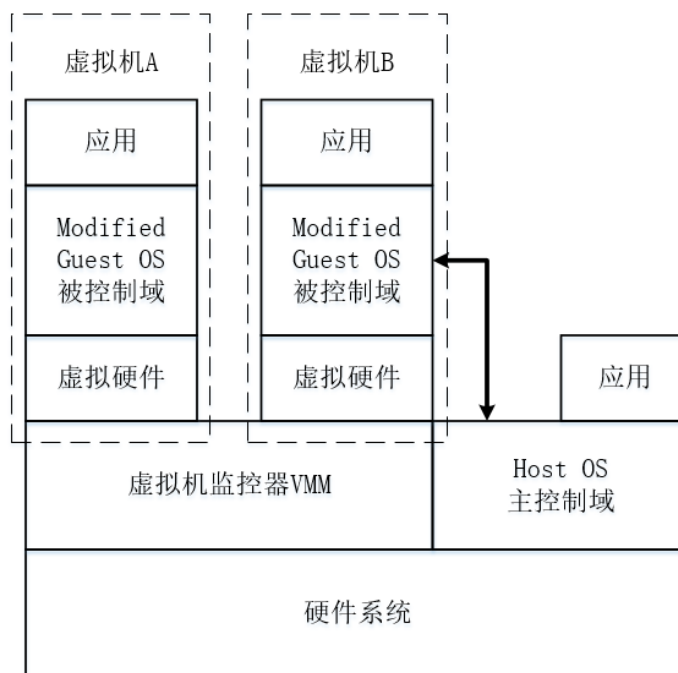 虚拟机A
虚拟机B
应用
应用
Modified
Guest OS
被控制域
Modified
Guest OS
被控制域
虚拟硬件
虚拟硬件
应用
虚拟机监控器VMM
Host OS
主控制域
硬件系统